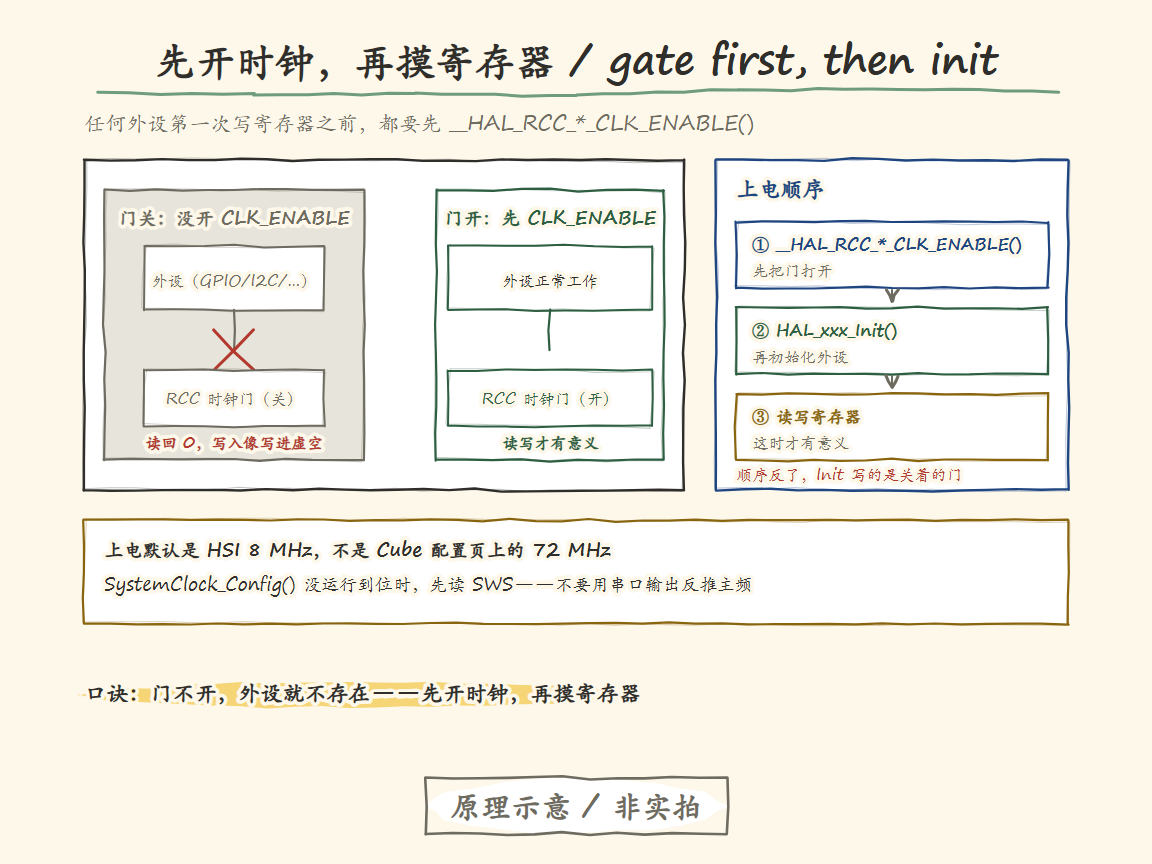 先开时钟，再摸寄存器 / gate first, then init
任何外设第一次写寄存器之前，都要先 __HAL_RCC_*_CLK_ENABLE()
门关：没开 CLK_ENABLE
外设（GPIO/I2C/...）
RCC 时钟门（关）
读回 0，写入像写进虚空
门开：先 CLK_ENABLE
外设正常工作
RCC 时钟门（开）
读写才有意义
上电顺序
① __HAL_RCC_*_CLK_ENABLE()
先把门打开
② HAL_xxx_Init()
再初始化外设
③ 读写寄存器
这时才有意义
顺序反了，Init 写的是关着的门
上电默认是 HSI 8 MHz，不是 Cube 配置页上的 72 MHz
SystemClock_Config() 没运行到位时，先读 SWS——不要用串口输出反推主频
口诀：门不开，外设就不存在——先开时钟，再摸寄存器
原理示意 / 非实拍